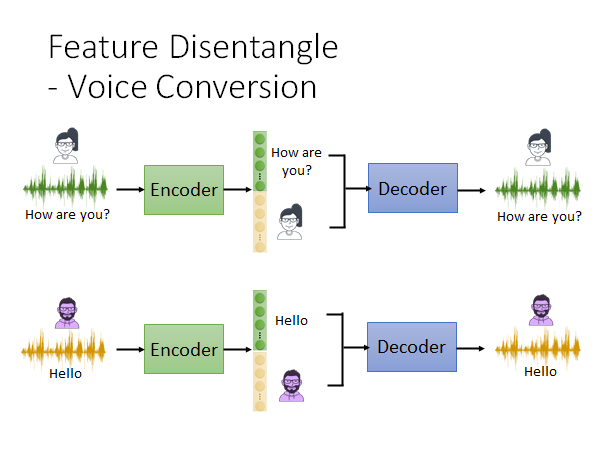 Feature Disentangle
- Voice Conversion
How are you?
Encoder
How are
you?
Decoder
How are you?
Hello
Encoder
Hello
Decoder
Hello